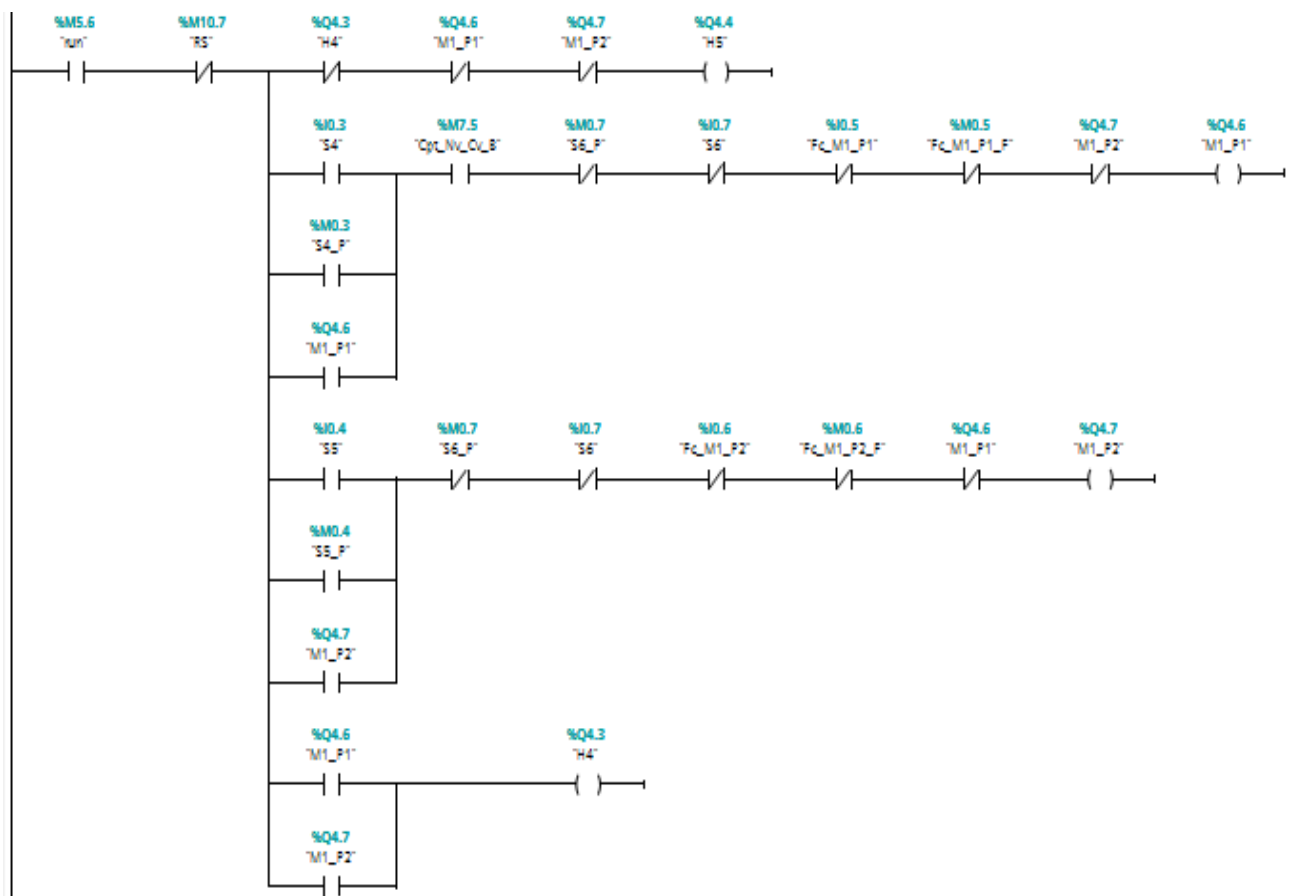 %M5.6 %M10.7 %Q4.3 %Q4.6 %Q4.7 %Q4.4
"run" "RS" "H4" "M1_P1" "M1_P2" "H5"
%I0.3 %M7.5 %M0.7 %I0.7 %I0.5 %M0.5 %Q4.7 %Q4.6
"S4" "Cpt_Nv_Cv_B" "S6_P" "S6" "Fc_M1_P1" "Fc_M1_P1_P" "M1_P2" "M1_P1"
%M0.3
"S4_P"
%Q4.6
"M1_P1"
%I0.4 %M0.7 %I0.7 %I0.6 %M0.6 %Q4.6 %Q4.7
"S5" "S6_P" "S6" "Fc_M1_P2" "Fc_M1_P2_P" "M1_P1" "M1_P2"
%M0.4
"S5_P"
%Q4.7
"M1_P2"
%Q4.6 %Q4.3
"M1_P1" "H4"
%Q4.7
"M1_P2"